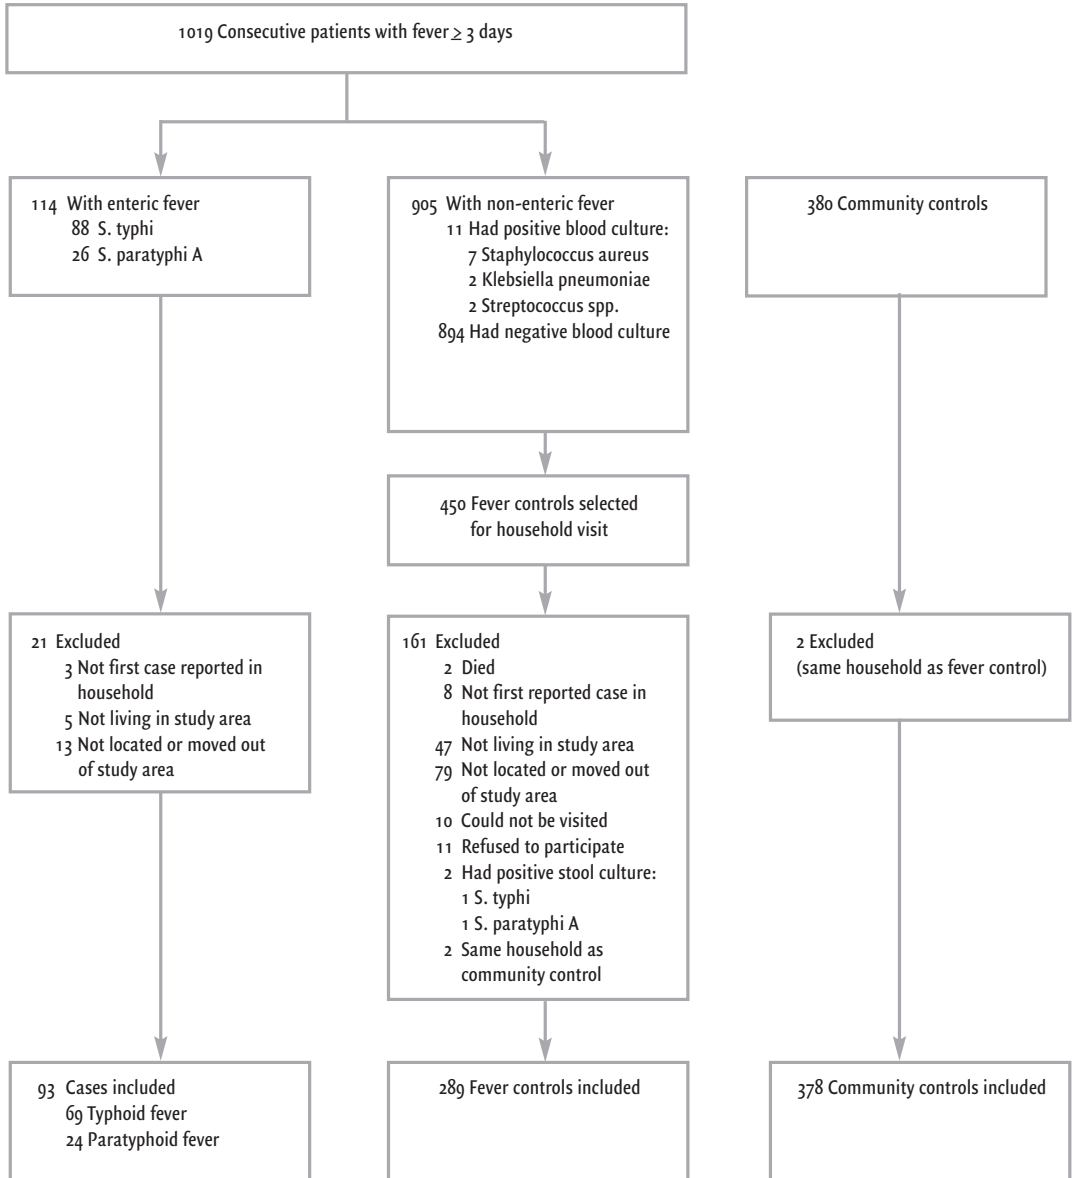 1019 Consecutive patients with fever ≥ 3 days
114 With enteric fever
88 S. typhi
26 S. paratyphi A
905 With non-enteric fever
11 Had positive blood culture:
7 Staphylococcus aureus
2 Klebsiella pneumoniae
2 Streptococcus spp.
894 Had negative blood culture
380 Community controls
450 Fever controls selected
for household visit
21 Excluded
3 Not first case reported in
household
5 Not living in study area
13 Not located or moved out
of study area
161 Excluded
2 Died
8 Not first reported case in
household
47 Not living in study area
79 Not located or moved out
of study area
10 Could not be visited
11 Refused to participate
2 Had positive stool culture:
1 S. typhi
1 S. paratyphi A
2 Same household as
community control
2 Excluded
(same household as fever control)
93 Cases included
69 Typhoid fever
24 Paratyphoid fever
289 Fever controls included
378 Community controls included